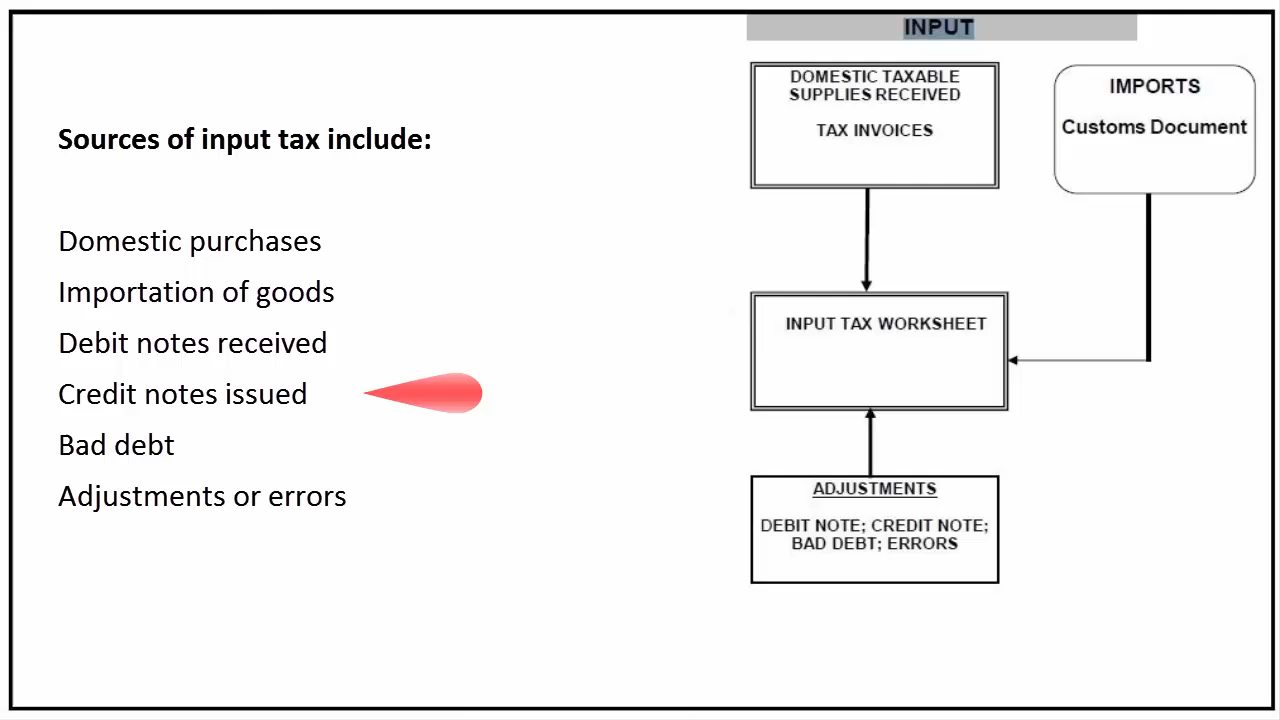 Sources of input tax include:
Domestic purchases
Importation of goods
Debit notes received
Credit notes issued
Bad debt
Adjustments or errors
INPUT
DOMESTIC TAXABLE
SUPPLIES RECEIVED
TAX INVOICES
IMPORTS
Customs Document
INPUT TAX WORKSHEET
ADJUSTMENTS
DEBIT NOTE; CREDIT NOTE;
BAD DEBT; ERRORS